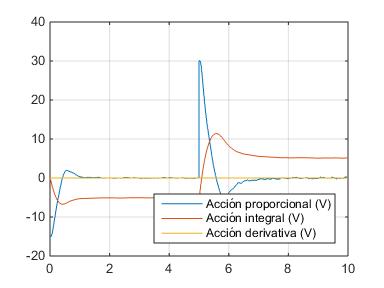 40
30
20
10
0
-10
-20
Acción proporcional (V)
Acción integral (V)
Acción derivativa (V)
0 2 4 6 8 10